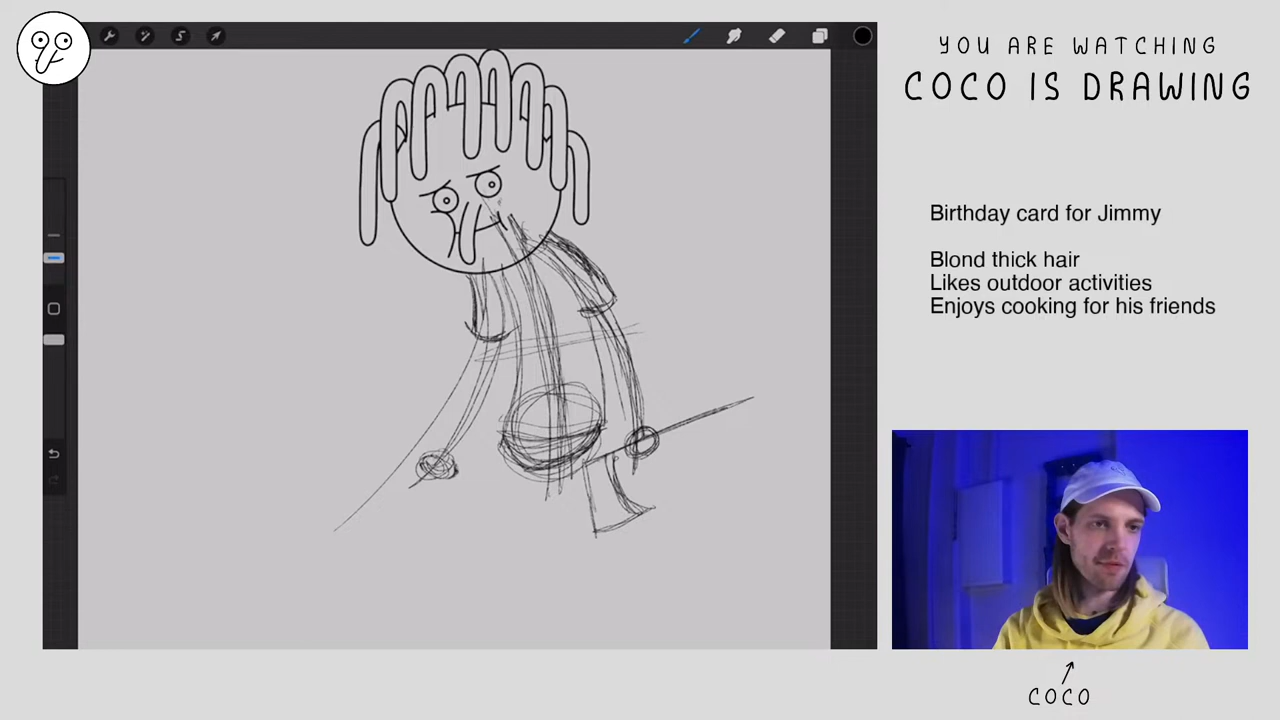 YOU ARE WATCHING
COCO IS DRAWING
Birthday card for Jimmy
Blond thick hair
Likes outdoor activities
Enjoys cooking for his friends
COCO